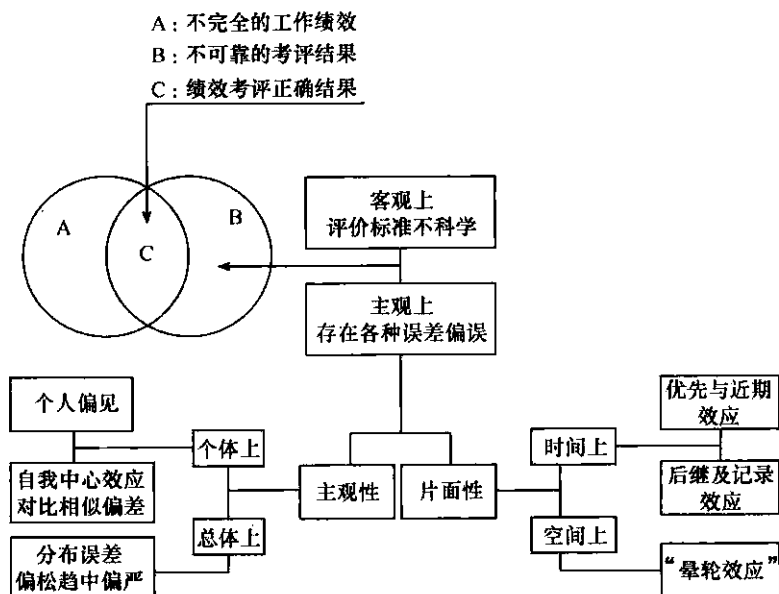 A：不完全的工作绩效
B：不可靠的考评结果
C：绩效考评正确结果
A
B
C
客观上
评价标准不科学
主观上
存在各种误差偏误
个人偏见
个体上
自我中心效应
对比相似偏差
主观性
总体上
分布误差
偏松趋中偏严
片面性
时间上
优先与近期
效应
后继及记录
效应
空间上
“晕轮效应”